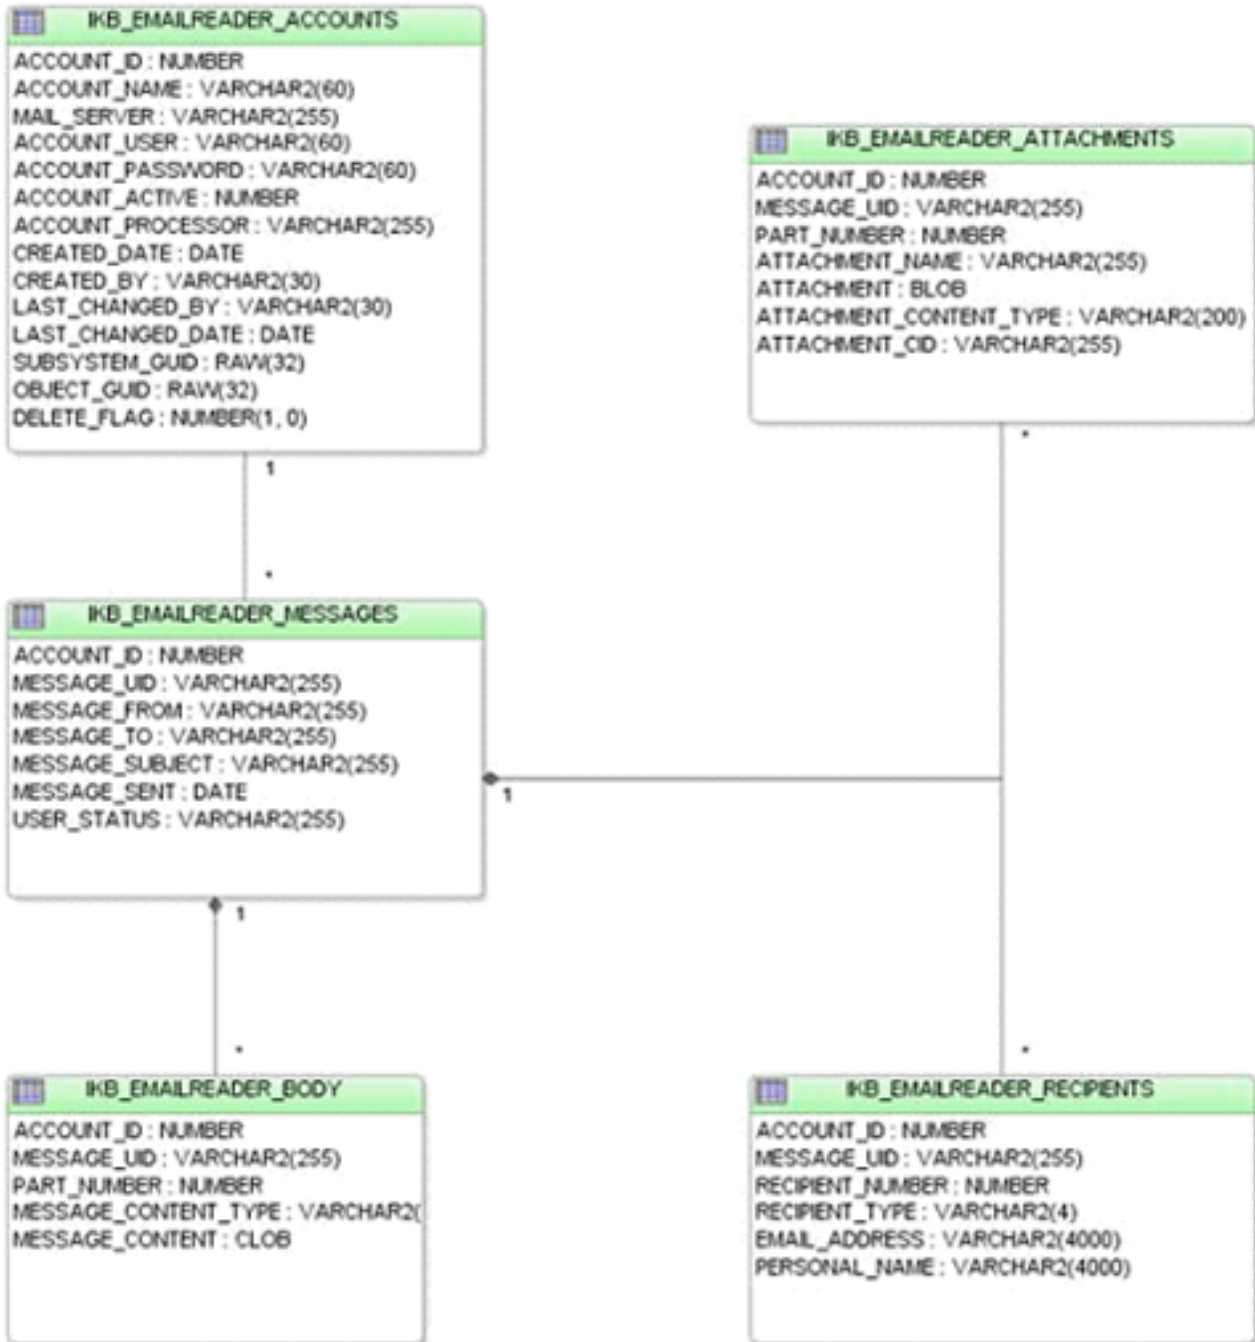 IKB_EMAILREADER_ACCOUNTS
ACCOUNT_ID : NUMBER
ACCOUNT_NAME : VARCHAR2(60)
MAIL_SERVER : VARCHAR2(255)
ACCOUNT_USER : VARCHAR2(60)
ACCOUNT_PASSWORD : VARCHAR2(60)
ACCOUNT_ACTIVE : NUMBER
ACCOUNT_PROCESSOR : VARCHAR2(255)
CREATED_DATE : DATE
CREATED_BY : VARCHAR2(30)
LAST_CHANGED_BY : VARCHAR2(30)
LAST_CHANGED_DATE : DATE
SUBSYSTEM_GUID : RAW(32)
OBJECT_GUID : RAW(32)
DELETE_FLAG : NUMBER(1, 0)
1
*
IKB_EMAILREADER_ATTACHMENTS
ACCOUNT_ID : NUMBER
MESSAGE_UID : VARCHAR2(255)
PART_NUMBER : NUMBER
ATTACHMENT_NAME : VARCHAR2(255)
ATTACHMENT : BLOB
ATTACHMENT_CONTENT_TYPE : VARCHAR2(200)
ATTACHMENT_CID : VARCHAR2(255)
*
IKB_EMAILREADER_MESSAGES
ACCOUNT_ID : NUMBER
MESSAGE_UID : VARCHAR2(255)
MESSAGE_FROM : VARCHAR2(255)
MESSAGE_TO : VARCHAR2(255)
MESSAGE_SUBJECT : VARCHAR2(255)
MESSAGE_SENT : DATE
USER_STATUS : VARCHAR2(255)
1
1
*
*
IKB_EMAILREADER_BODY
ACCOUNT_ID : NUMBER
MESSAGE_UID : VARCHAR2(255)
PART_NUMBER : NUMBER
MESSAGE_CONTENT_TYPE : VARCHAR2(
MESSAGE_CONTENT : CLOB
IKB_EMAILREADER_RECIPIENTS
ACCOUNT_ID : NUMBER
MESSAGE_UID : VARCHAR2(255)
RECIPIENT_NUMBER : NUMBER
RECIPIENT_TYPE : VARCHAR2(4)
EMAIL_ADDRESS : VARCHAR2(4000)
PERSONAL_NAME : VARCHAR2(4000)